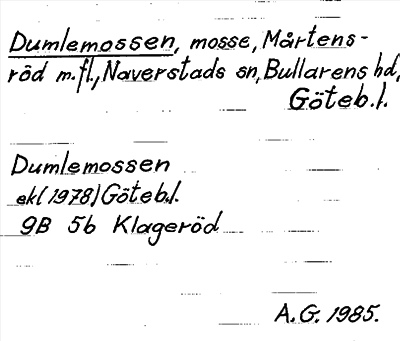 Dumlemossen, mosse, Mårtens-
röd m.fl., Naverstads sn, Bullarens hd,
Göteb.l.
Dumlemossen
ek(1978) Göteb.l.
9B 5b Klageröd
A.G. 1985.